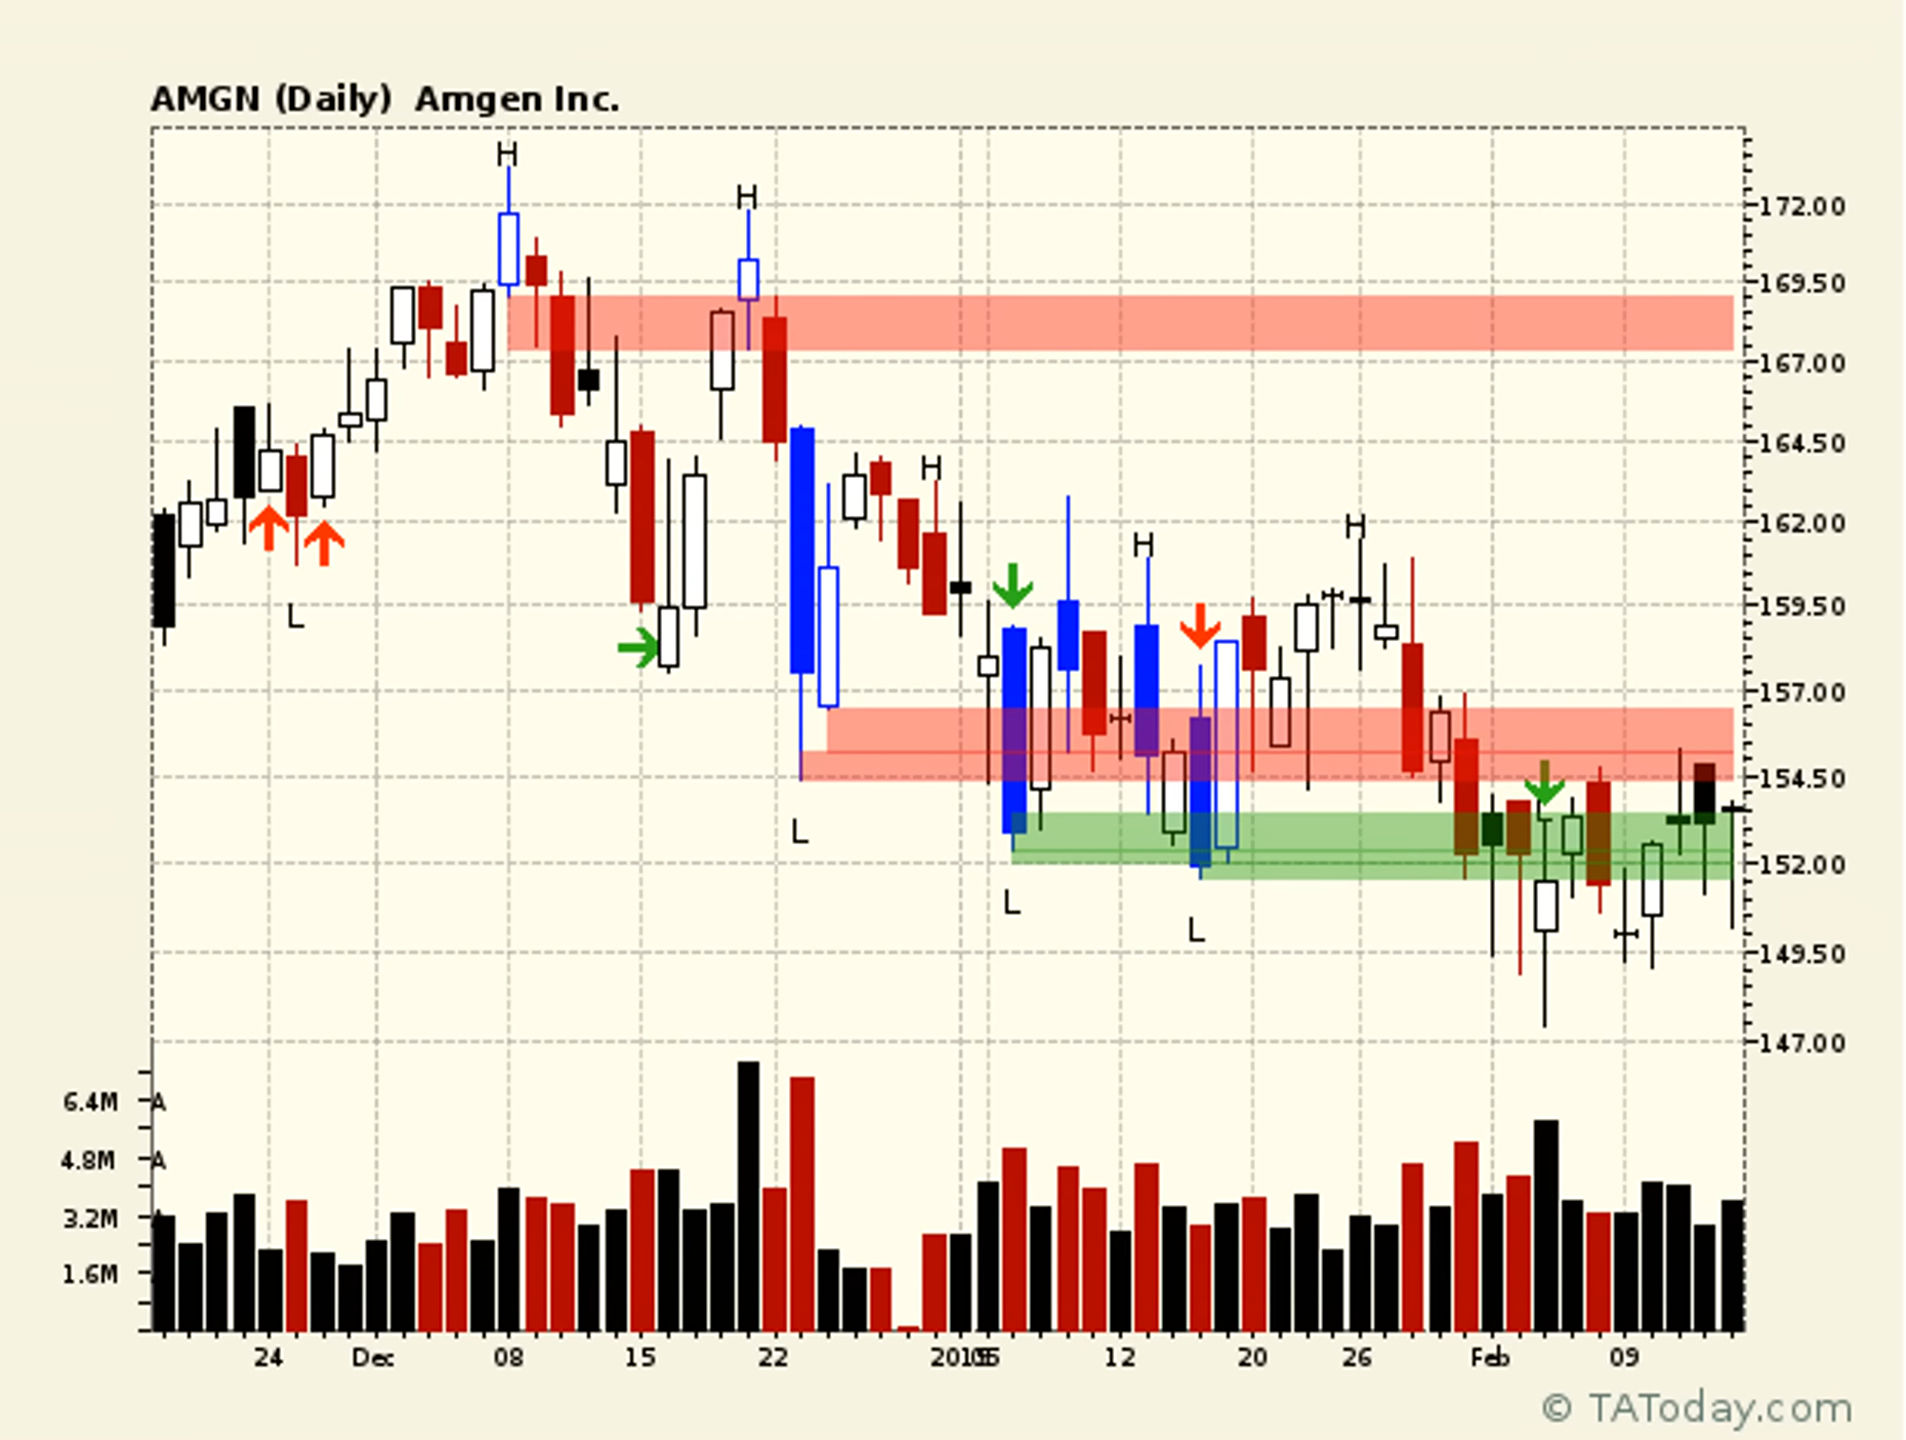 AMGN (Daily) Amgen Inc.
H
H
172.00
169.50
167.00
164.50
H
H
162.00
H
159.50
L
157.00
154.50
L
152.00
L
L
149.50
147.00
6.4M A
4.8M A
3.2M
1.6M
24 Dec 08 15 22 2015 12 20 26 Feb 09
© TAToday.com